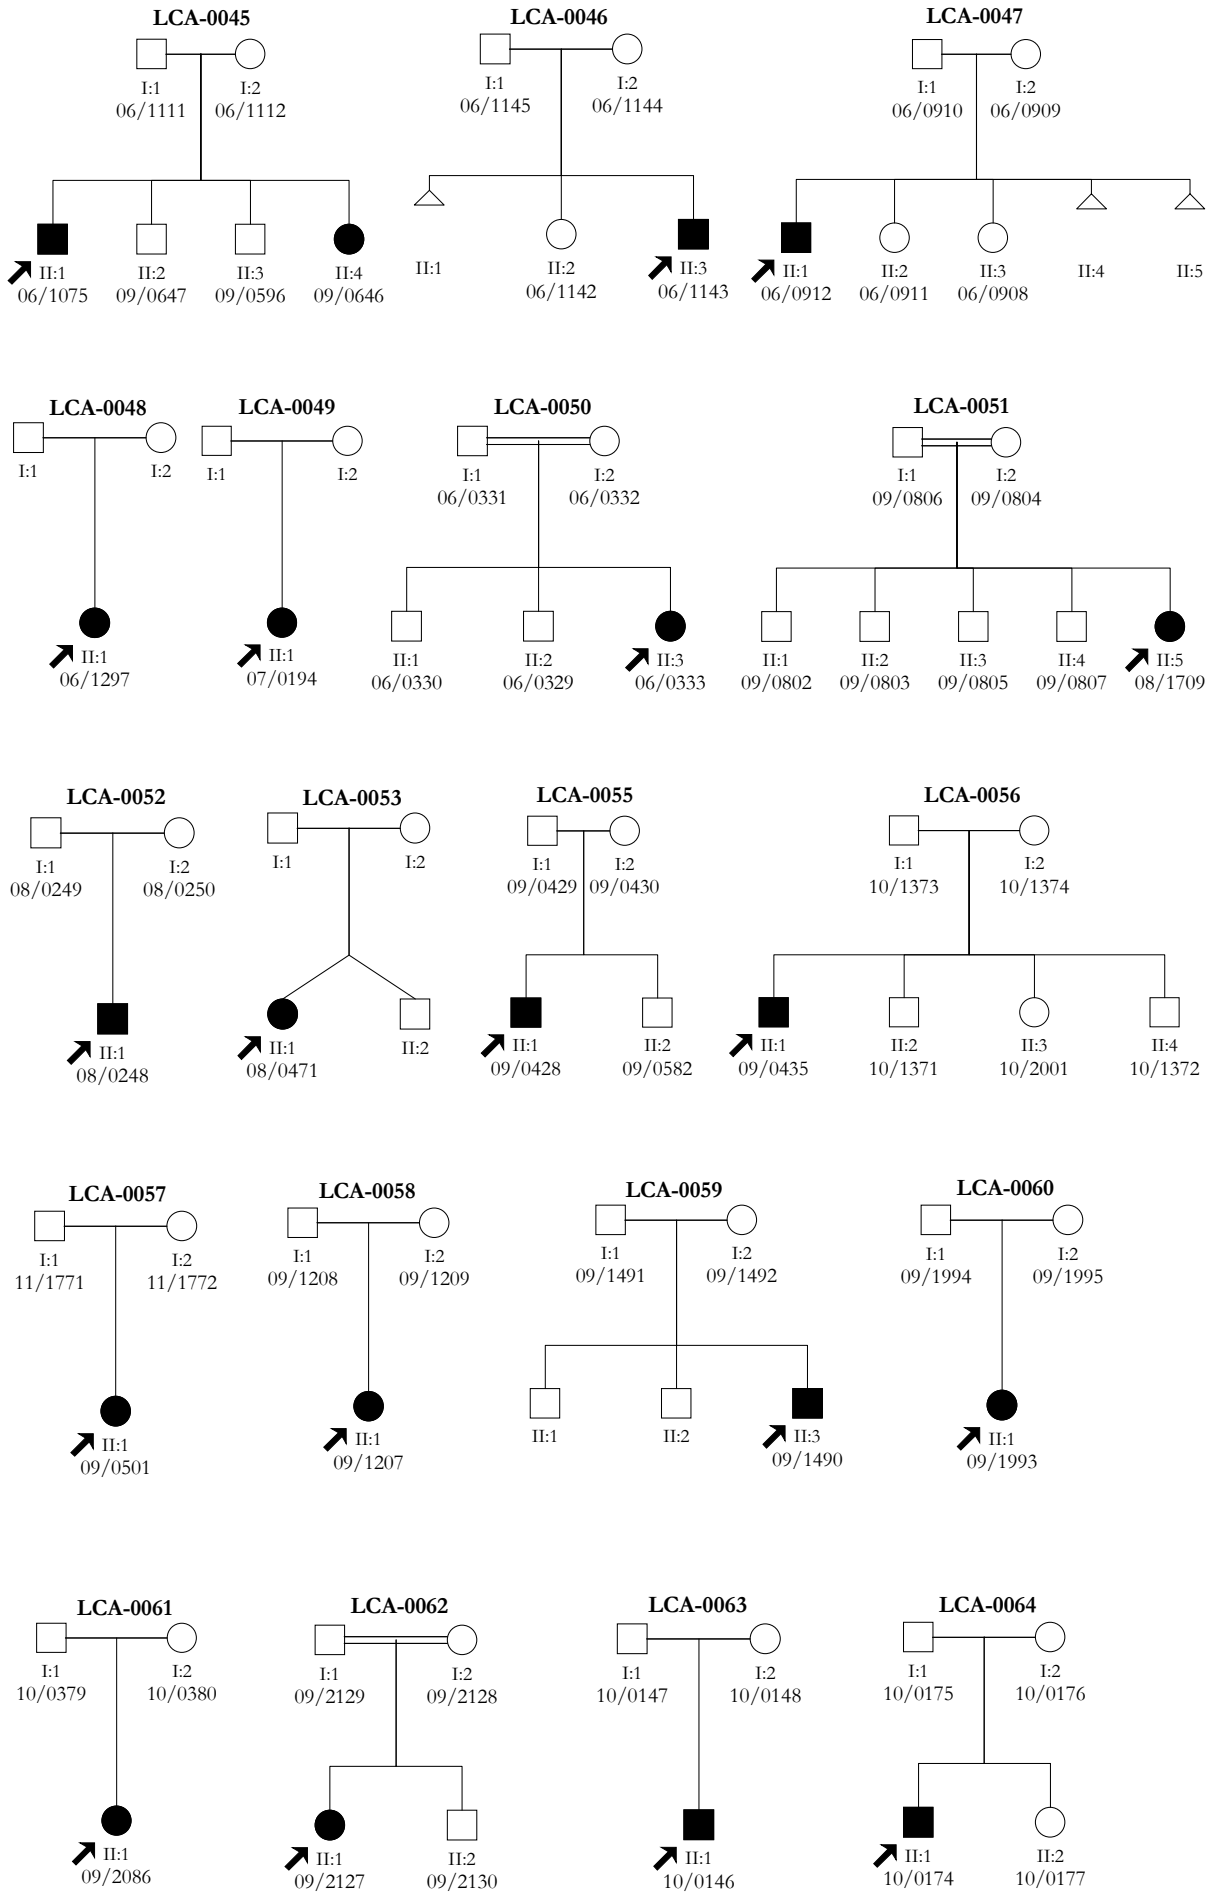 LCA-0045
I:1 I:2
06/1111 06/1112
II:1 II:2 II:3 II:4
06/1075 09/0647 09/0596 09/0646
LCA-0046
I:1 I:2
06/1145 06/1144
II:1 II:2 II:3
06/1142 06/1143
LCA-0047
I:1 I:2
06/0910 06/0909
II:1 II:2 II:3 II:4 II:5
06/0912 06/0911 06/0908
LCA-0048
I:1 I:2
II:1
06/1297
LCA-0049
I:1 I:2
II:1
07/0194
LCA-0050
I:1 I:2
06/0331 06/0332
II:1 II:2 II:3
06/0330 06/0329 06/0333
LCA-0051
I:1 I:2
09/0806 09/0804
II:1 II:2 II:3 II:4 II:5
09/0802 09/0803 09/0805 09/0807 08/1709
LCA-0052
I:1 I:2
08/0249 08/0250
II:1
08/0248
LCA-0053
I:1 I:2
II:1 II:2
08/0471
LCA-0055
I:1 I:2
09/0429 09/0430
II:1 II:2
09/0428 09/0582
LCA-0056
I:1 I:2
10/1373 10/1374
II:1 II:2 II:3 II:4
09/0435 10/1371 10/2001 10/1372
LCA-0057
I:1 I:2
11/1771 11/1772
II:1
09/0501
LCA-0058
I:1 I:2
09/1208 09/1209
II:1
09/1207
LCA-0059
I:1 I:2
09/1491 09/1492
II:1 II:2 II:3
09/1490
LCA-0060
I:1 I:2
09/1994 09/1995
II:1
09/1993
LCA-0061
I:1 I:2
10/0379 10/0380
II:1
09/2086
LCA-0062
I:1 I:2
09/2129 09/2128
II:1 II:2
09/2127 09/2130
LCA-0063
I:1 I:2
10/0147 10/0148
II:1
10/0146
LCA-0064
I:1 I:2
10/0175 10/0176
II:1 II:2
10/0174 10/0177